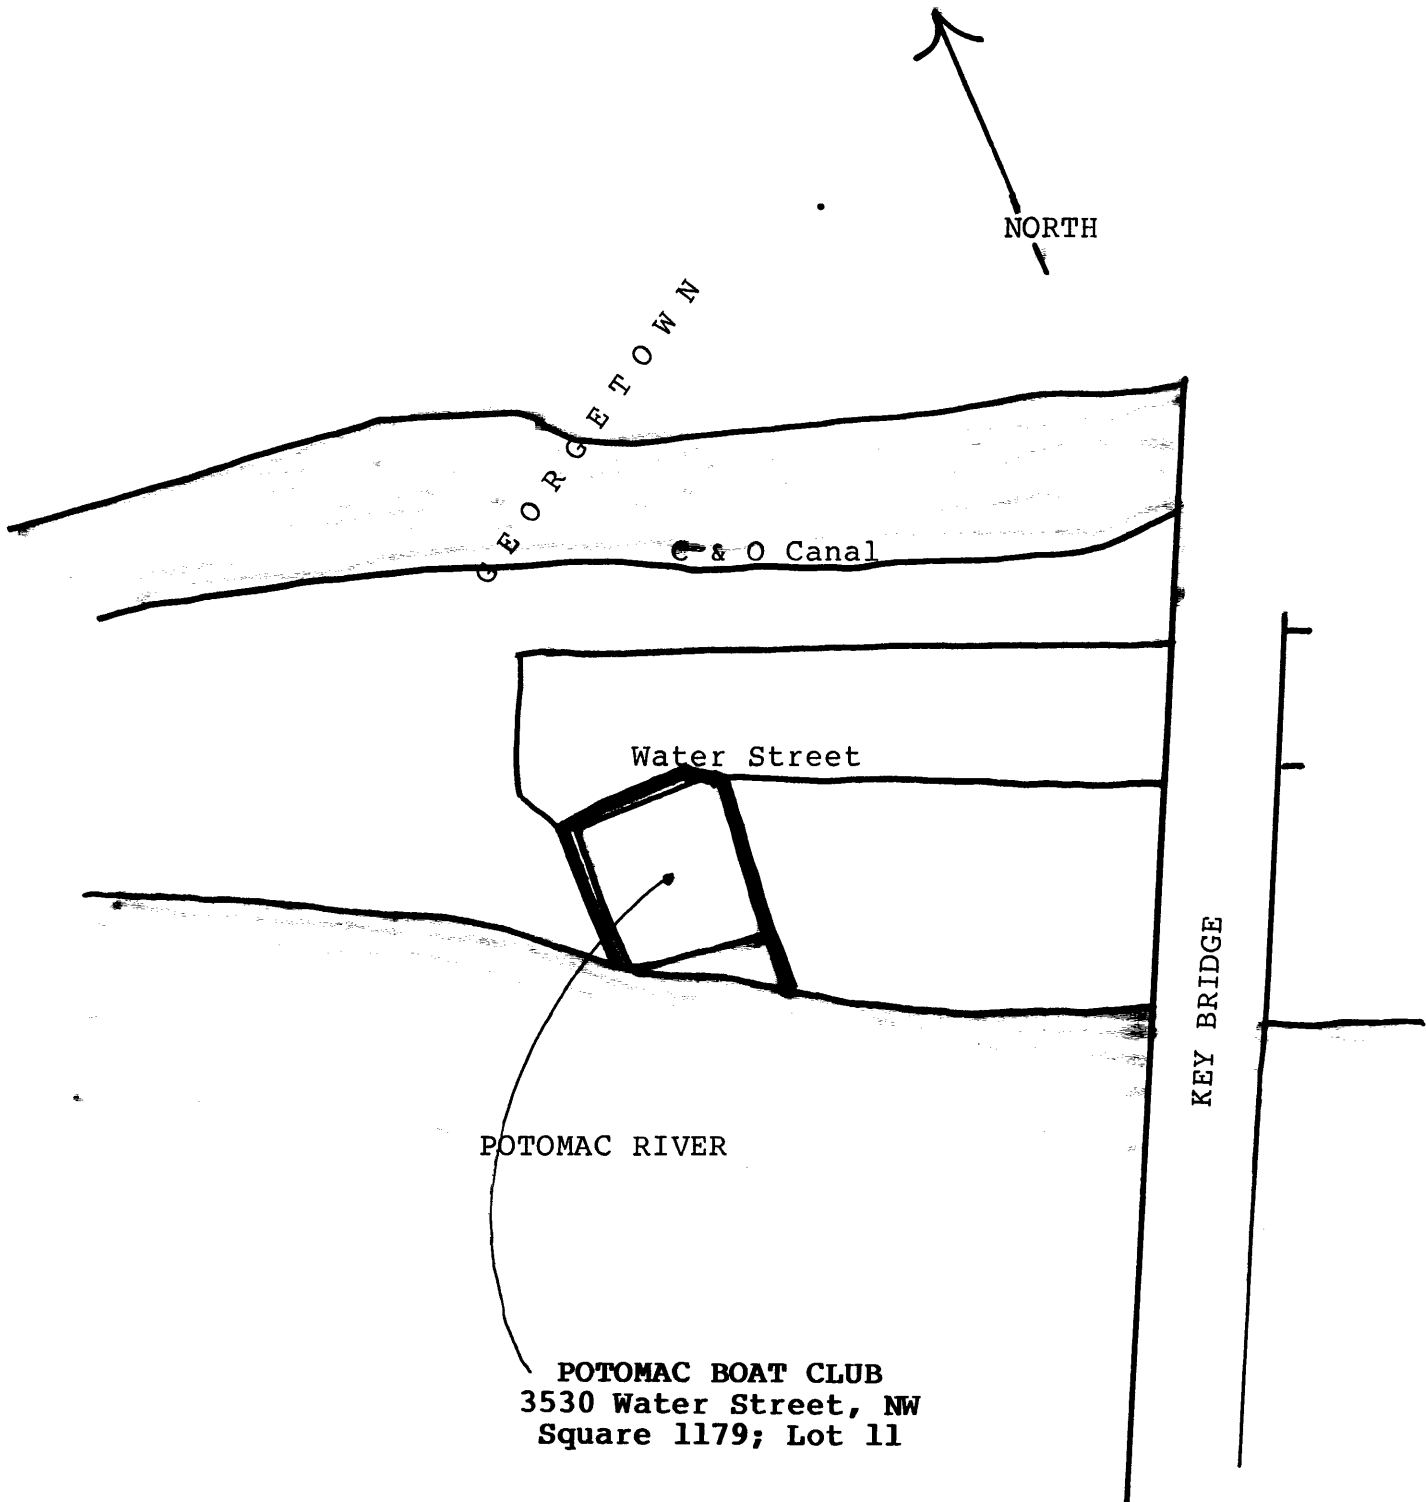 NORTH
GEORGETOWN
C & O Canal
Water Street
KEY BRIDGE
POTOMAC RIVER
POTOMAC BOAT CLUB
3530 Water Street, NW
Square 1179; Lot 11